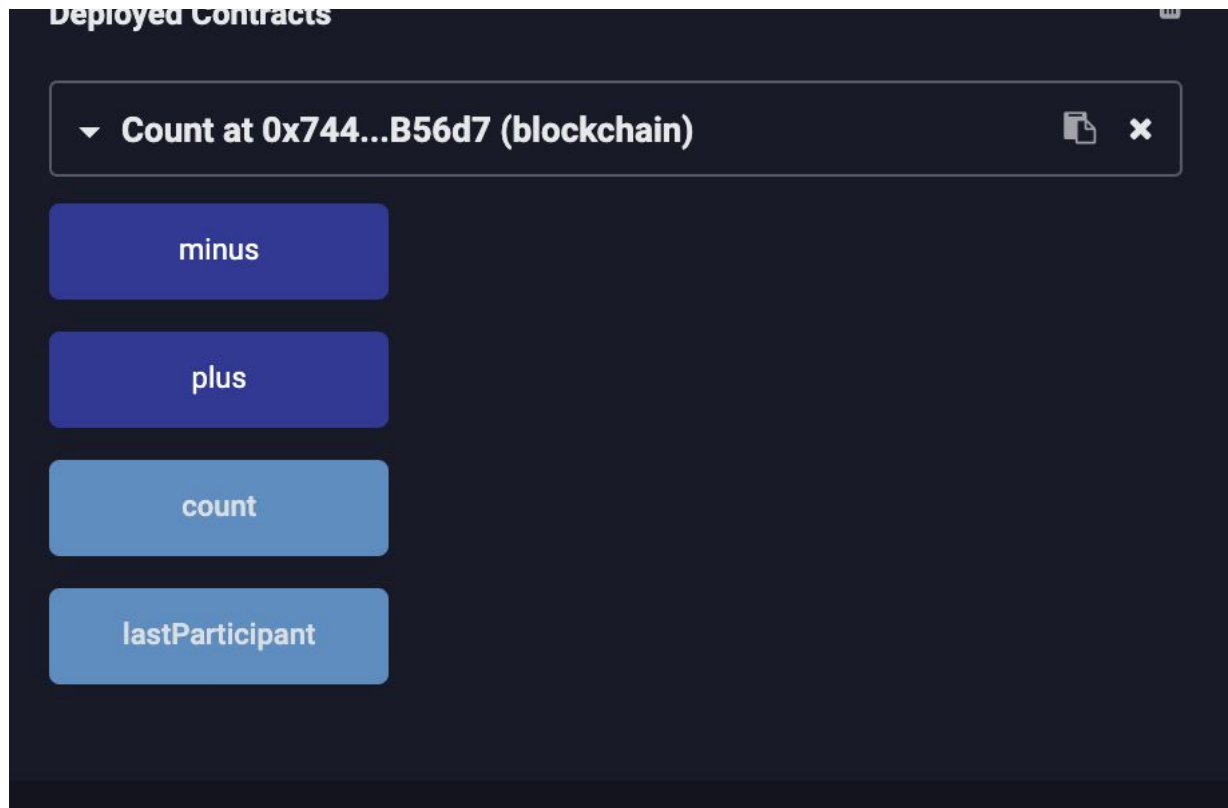 Deployed Contracts
Count at 0x744...B56d7 (blockchain)
minus
plus
count
lastParticipant